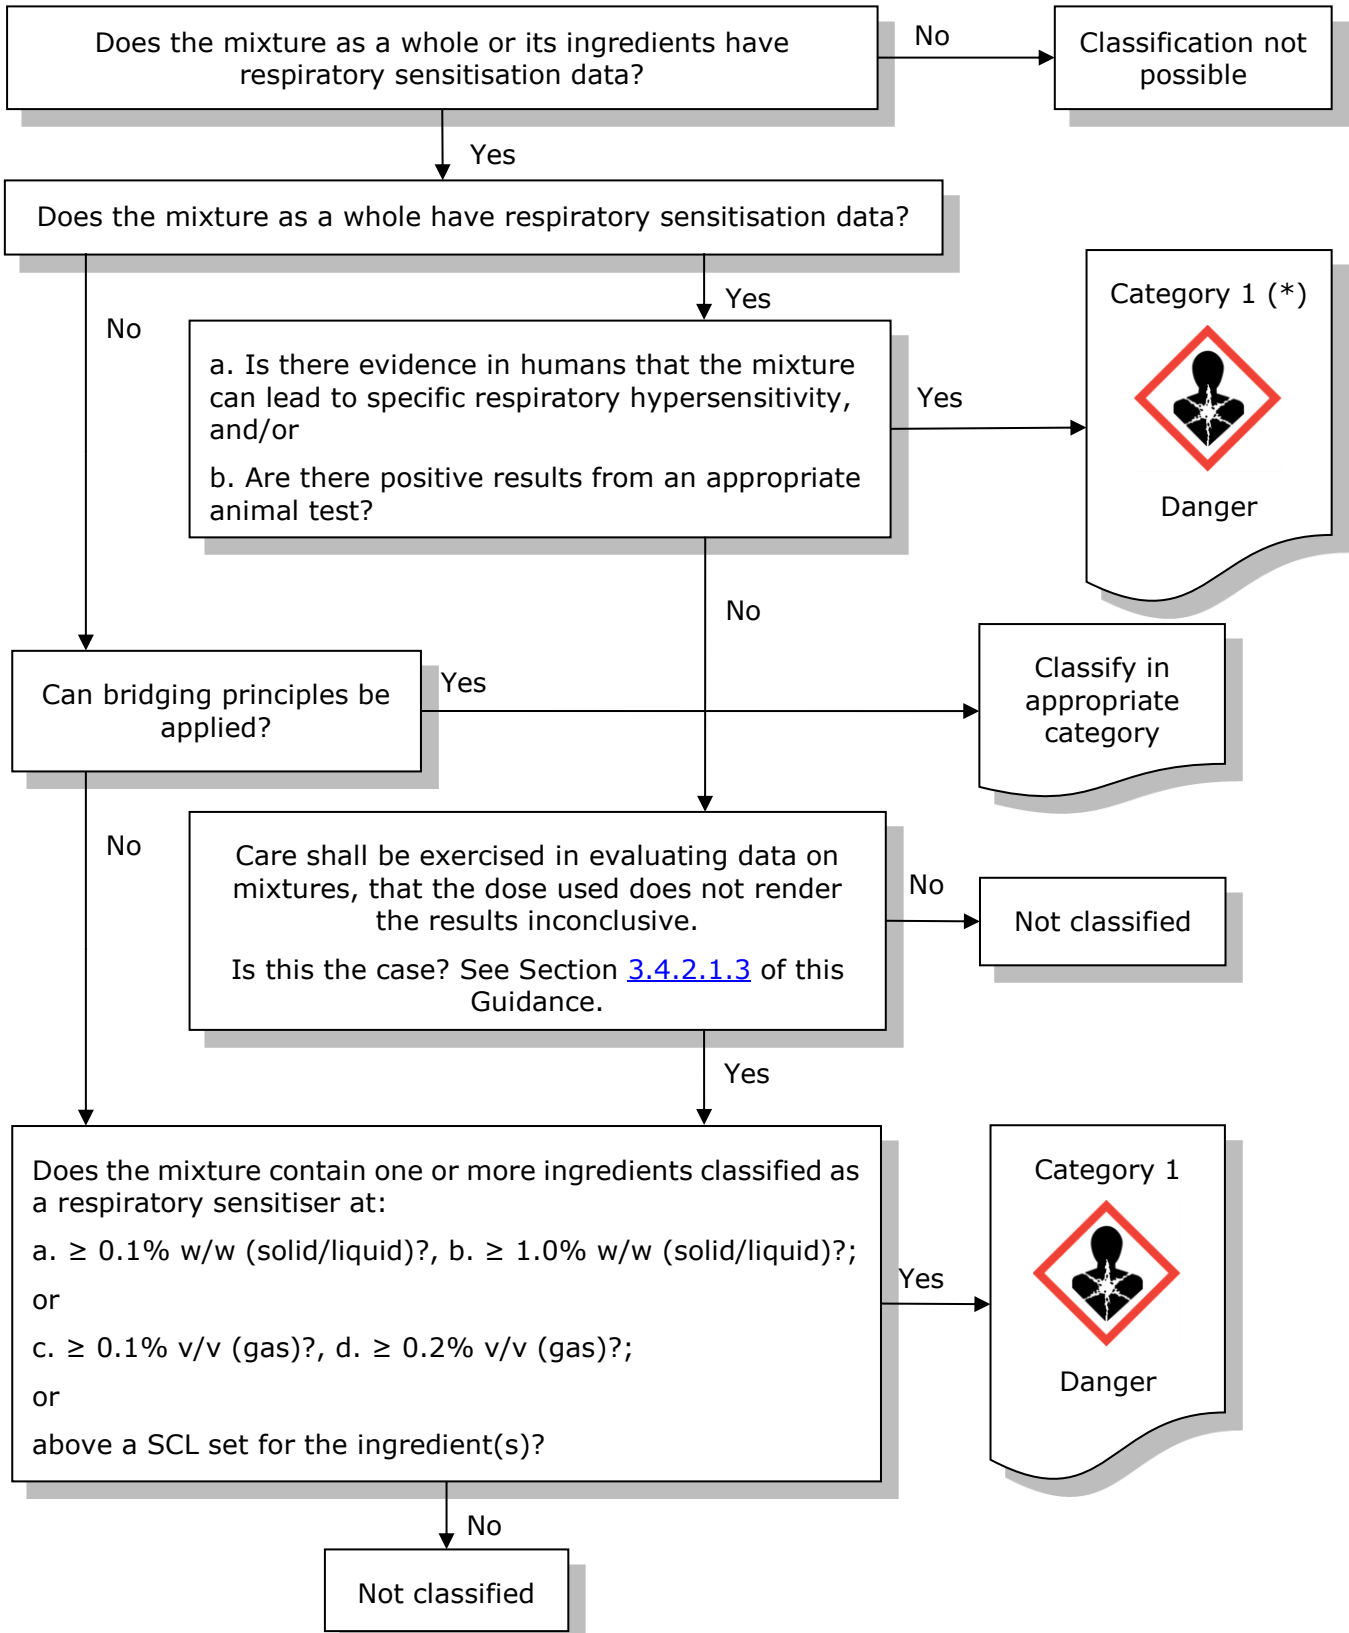 Does the mixture as a whole or its ingredients have
respiratory sensitisation data?
No
Classification not
possible
Yes
Does the mixture as a whole have respiratory sensitisation data?
No
Yes
a. Is there evidence in humans that the mixture
can lead to specific respiratory hypersensitivity,
and/or
b. Are there positive results from an appropriate
animal test?
Yes
Category 1 (*)
Danger
No
Can bridging principles be
applied?
Yes
Classify in
appropriate
category
No
Care shall be exercised in evaluating data on
mixtures, that the dose used does not render
the results inconclusive.
Is this the case? See Section 3.4.2.1.3 of this
Guidance.
No
Not classified
Yes
Does the mixture contain one or more ingredients classified as
a respiratory sensitiser at:
a. ≥ 0.1% w/w (solid/liquid)?, b. ≥ 1.0% w/w (solid/liquid)?;
or
c. ≥ 0.1% v/v (gas)?, d. ≥ 0.2% v/v (gas)?;
or
above a SCL set for the ingredient(s)?
Yes
Category 1
Danger
No
Not classified